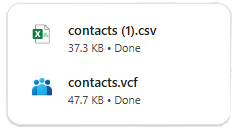 contacts (1).csv
37.3 KB • Done
contacts.vcf
47.7 KB • Done